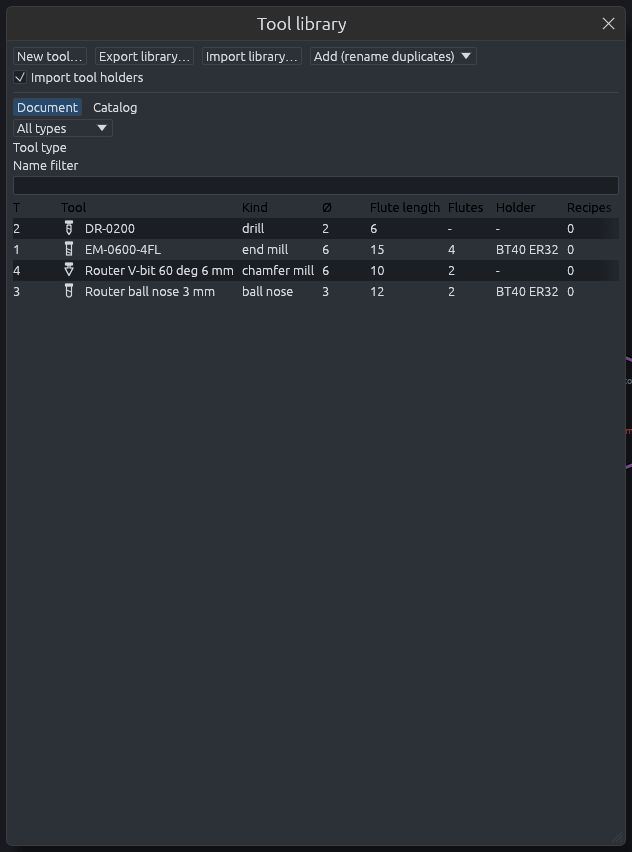 Tool library
New tool... Export library... Import library... Add (rename duplicates)
Import tool holders
Document Catalog
All types
Tool type
Name filter
T Tool Kind Ø Flute length Flutes Holder Recipes
2 DR-0200 drill 2 6 - - 0
1 EM-0600-4FL end mill 6 15 4 BT40 ER32 0
4 Router V-bit 60 deg 6 mm chamfer mill 6 10 2 - 0
3 Router ball nose 3 mm ball nose 3 12 2 BT40 ER32 0